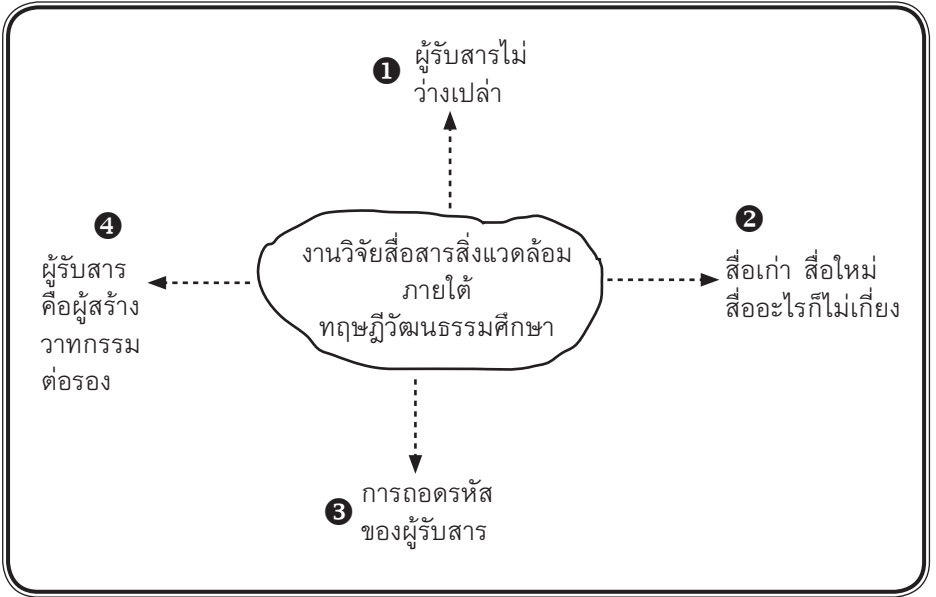 ❶ ผู้รับสารไม่
ว่างเปล่า
❹
ผู้รับสาร
คือผู้สร้าง
วาทกรรม
ต่อรอง
งานวิจัยสื่อสารสิ่งแวดล้อม
ภายใต้
ทฤษฎีวัฒนธรรมศึกษา
❷
สื่อเก่า สื่อใหม่
สื่ออะไรก็ไม่เกี่ยง
❸ การถอดรหัส
ของผู้รับสาร